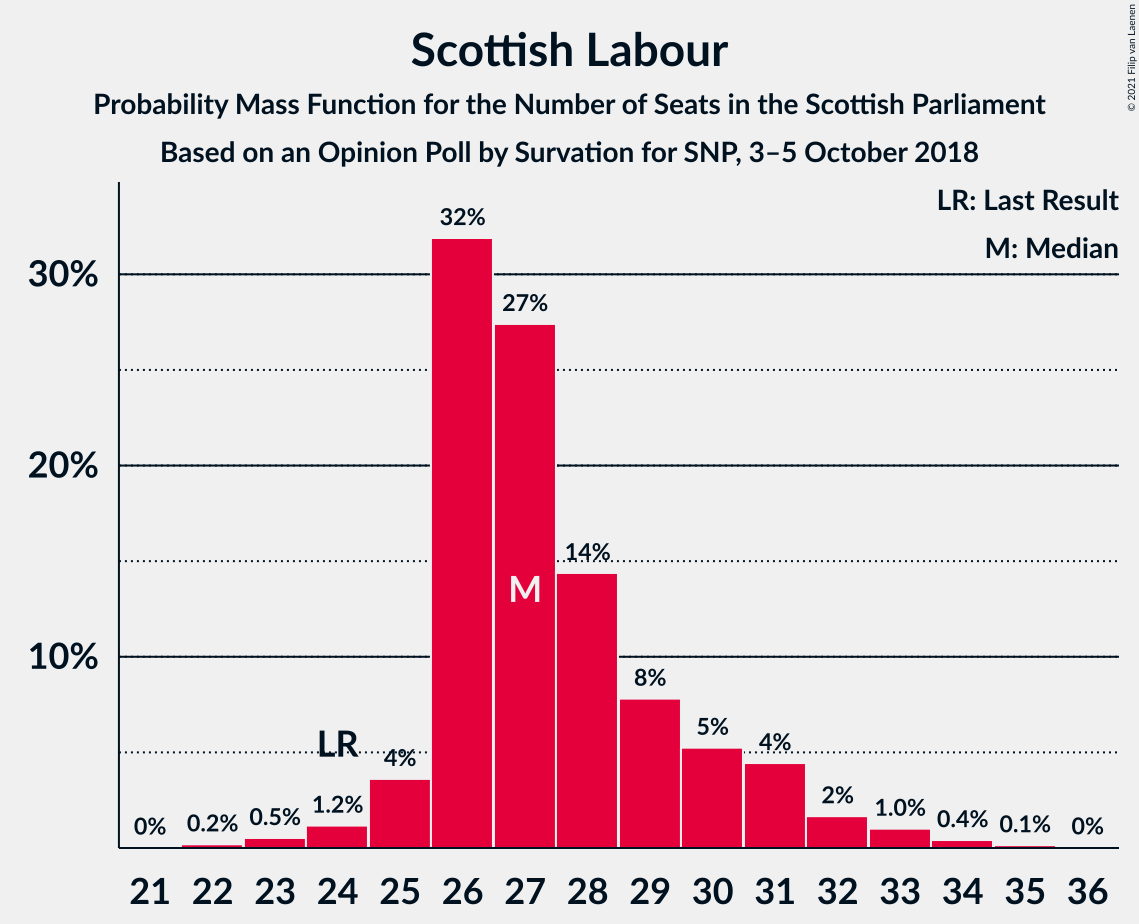 Scottish Labour
Probability Mass Function for the Number of Seats in the Scottish Parliament
Based on an Opinion Poll by Survation for SNP, 3–5 October 2018
© 2021 Filip van Laenen
LR: Last Result
M: Median
30%
20%
10%
0%
0.2%
0.5%
1.2%
LR
4%
32%
27%
M
14%
8%
5%
4%
2%
1.0%
0.4%
0.1%
0%
21 22 23 24 25 26 27 28 29 30 31 32 33 34 35 36